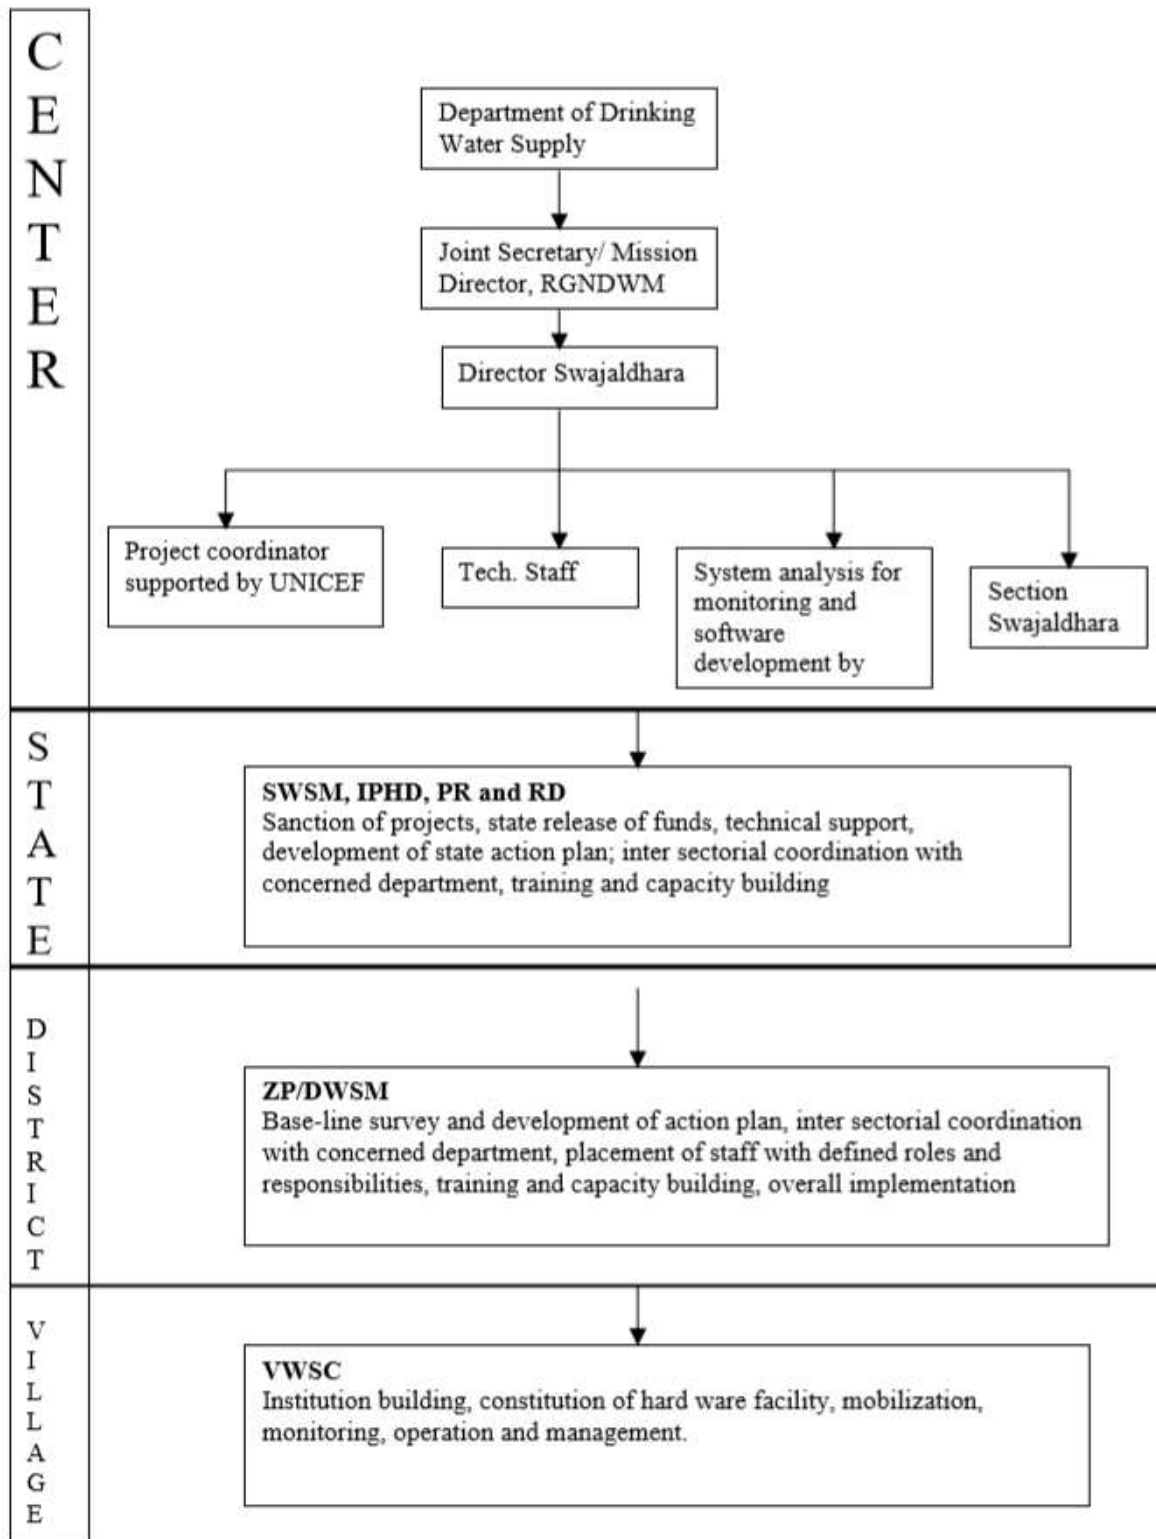 CENTER
Department of Drinking
Water Supply
Joint Secretary/ Mission
Director, RGNDWM
Director Swajaldhara
Project coordinator
supported by UNICEF
Tech. Staff
System analysis for
monitoring and
software
development by
Section
Swajaldhara
STATE
SWSM, IPHD, PR and RD
Sanction of projects, state release of funds, technical support,
development of state action plan; inter sectorial coordination with
concerned department, training and capacity building
DISTRICT
ZP/DWSM
Base-line survey and development of action plan, inter sectorial coordination
with concerned department, placement of staff with defined roles and
responsibilities, training and capacity building, overall implementation
VILLAGE
VWSC
Institution building, constitution of hard ware facility, mobilization,
monitoring, operation and management.